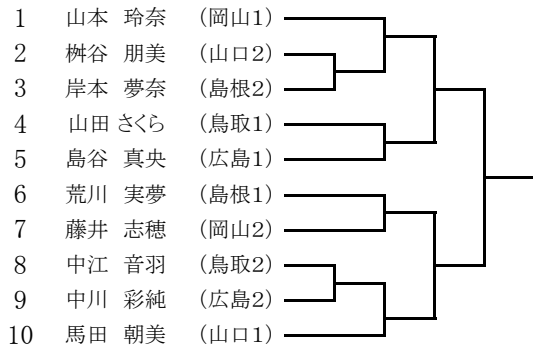 1 山本 玲奈 (岡山1)
2 桝谷 朋美 (山口2)
3 岸本 夢奈 (島根2)
4 山田 さくら (鳥取1)
5 島谷 真央 (広島1)
6 荒川 実夢 (島根1)
7 藤井 志穂 (岡山2)
8 中江 音羽 (鳥取2)
9 中川 彩純 (広島2)
10 馬田 朝美 (山口1)